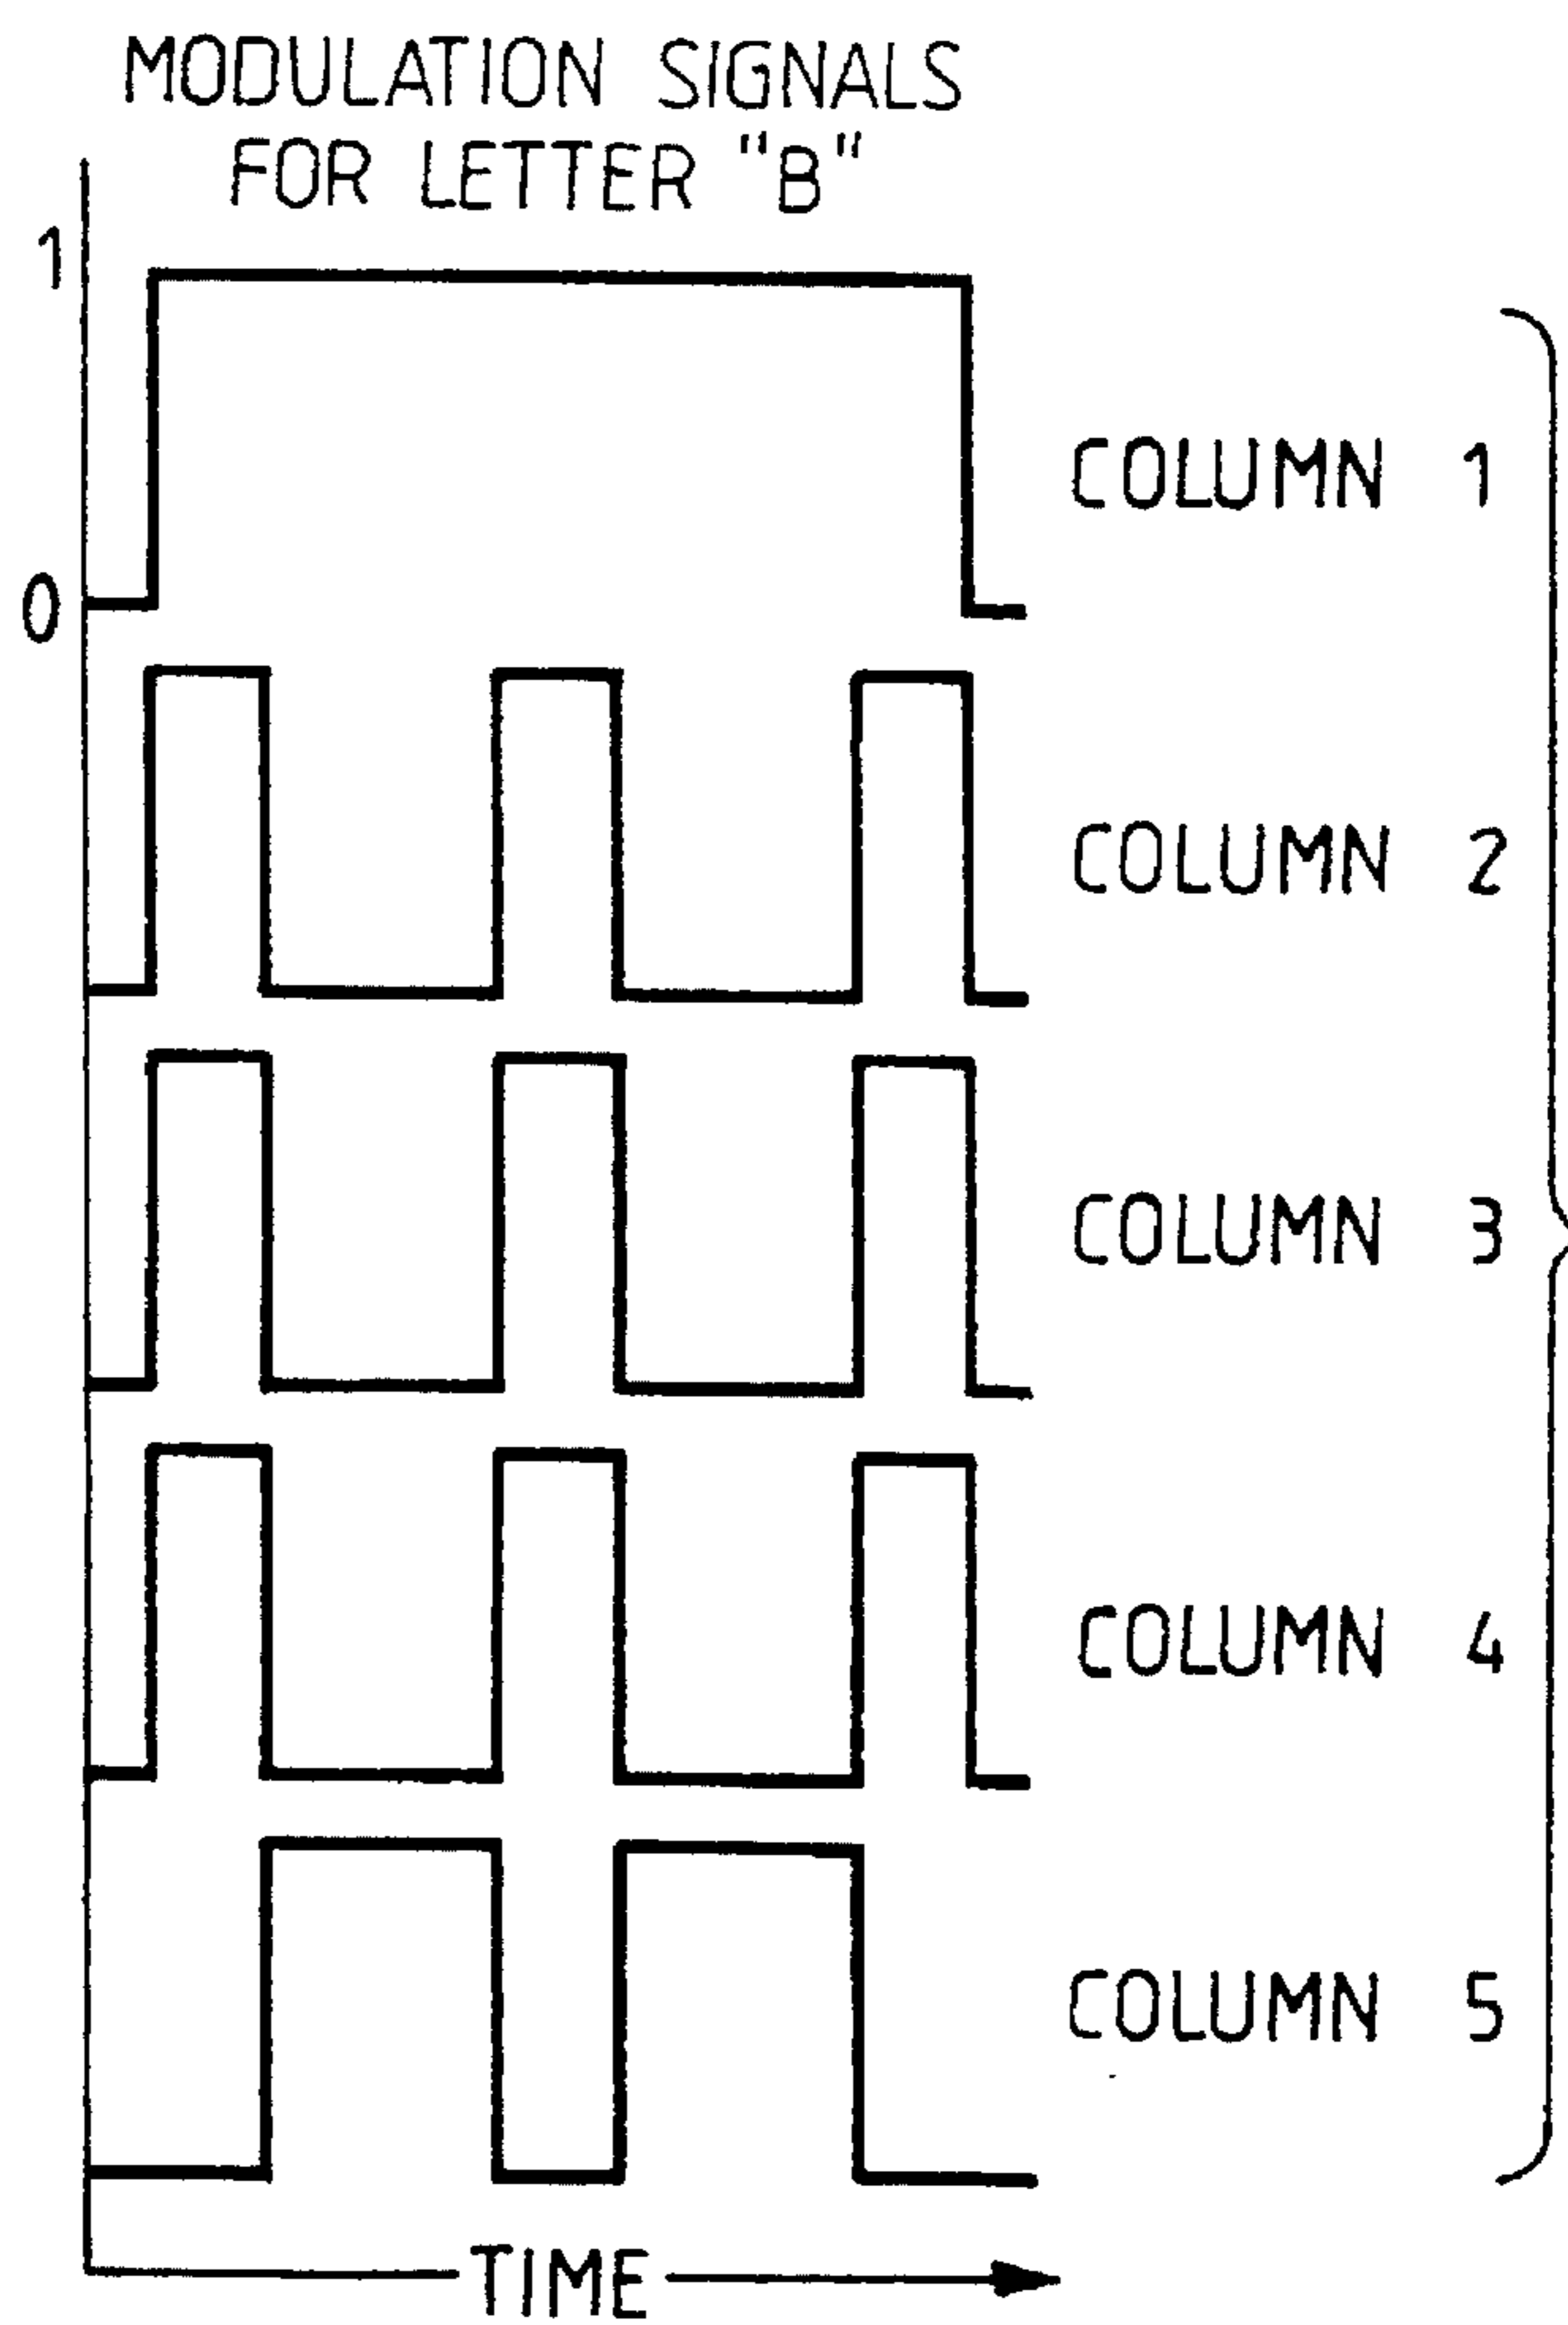 MODULATION SIGNALS
FOR LETTER "B"
1
0
COLUMN 1
COLUMN 2
COLUMN 3
COLUMN 4
COLUMN 5
TIME